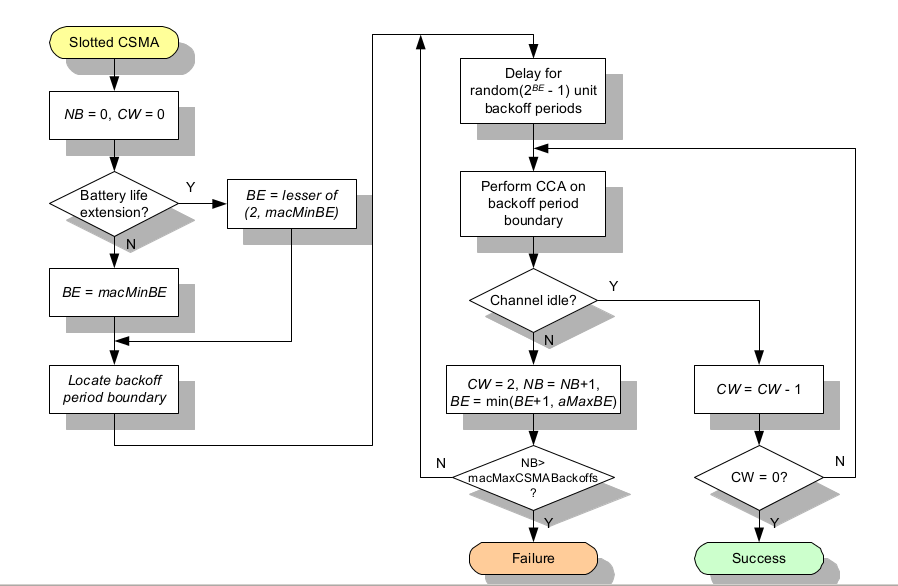 Slotted CSMA
NB = 0, CW = 0
Battery life
extension?
Y
N
BE = lesser of
(2, macMinBE)
BE = macMinBE
Locate backoff
period boundary
Delay for
random(2^BE - 1) unit
backoff periods
Perform CCA on
backoff period
boundary
Channel idle?
Y
N
CW = 2, NB = NB+1,
BE = min(BE+1, aMaxBE)
CW = CW - 1
NB>
macMaxCSMABackoffs
?
N
Y
CW = 0?
N
Y
Failure
Success